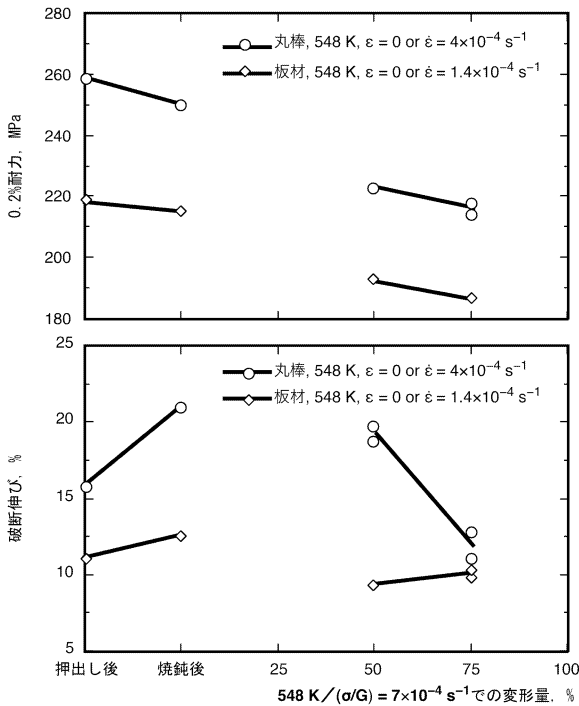 280
260
240
220
200
180
0.2%耐力, MPa
丸棒, 548 K, ε = 0 or ε̇ = 4×10⁻⁴ s⁻¹
板材, 548 K, ε = 0 or ε̇ = 1.4×10⁻⁴ s⁻¹
25
20
15
10
5
破断伸び, %
丸棒, 548 K, ε = 0 or ε̇ = 4×10⁻⁴ s⁻¹
板材, 548 K, ε = 0 or ε̇ = 1.4×10⁻⁴ s⁻¹
押出し後 焼鈍後 25 50 75 100
548 K／(σ/G) = 7×10⁻⁴ s⁻¹での変形量, %